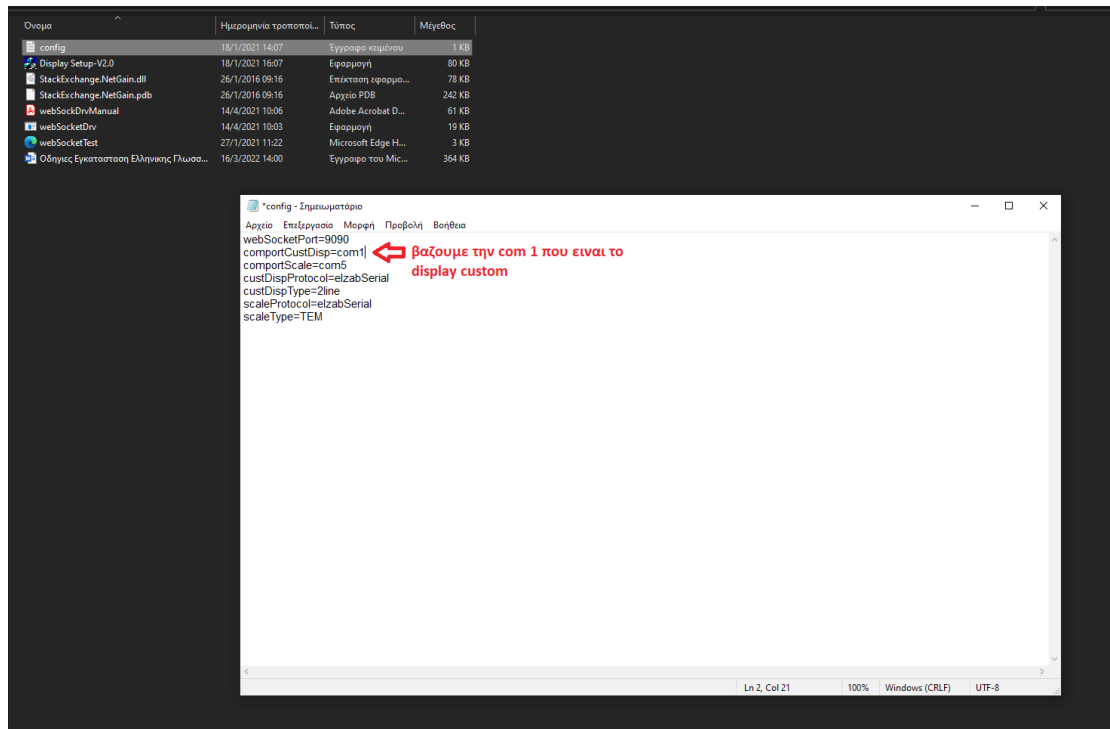 Όνομα Ημερομηνία τροποποί... Τύπος Μέγεθος
config 18/1/2021 14:07 Έγγραφο κειμένου 1 KB
Display Setup-V2.0 18/1/2021 16:07 Εφαρμογή 80 KB
StackExchange.NetGain.dll 26/1/2016 09:16 Επέκταση εφαρμο... 78 KB
StackExchange.NetGain.pdb 26/1/2016 09:16 Αρχείο PDB 242 KB
webSockDrvManual 14/4/2021 10:06 Adobe Acrobat D... 61 KB
webSocketDrv 14/4/2021 10:03 Εφαρμογή 19 KB
webSocketTest 27/1/2021 11:22 Microsoft Edge H... 3 KB
Οδηγιες Εγκατασταση Ελληνικης Γλωσσ... 16/3/2022 14:00 Έγγραφο του Mic... 364 KB
*config - Σημειωματάριο
Αρχείο Επεξεργασία Μορφή Προβολή Βοήθεια
webSocketPort=9090
comportCustDisp=com1
βαζουμε την com 1 που ειναι το
display custom
comportScale=com5
custDispProtocol=elzabSerial
custDispType=2line
scaleProtocol=elzabSerial
scaleType=TEM
Ln 2, Col 21 100% Windows (CRLF) UTF-8